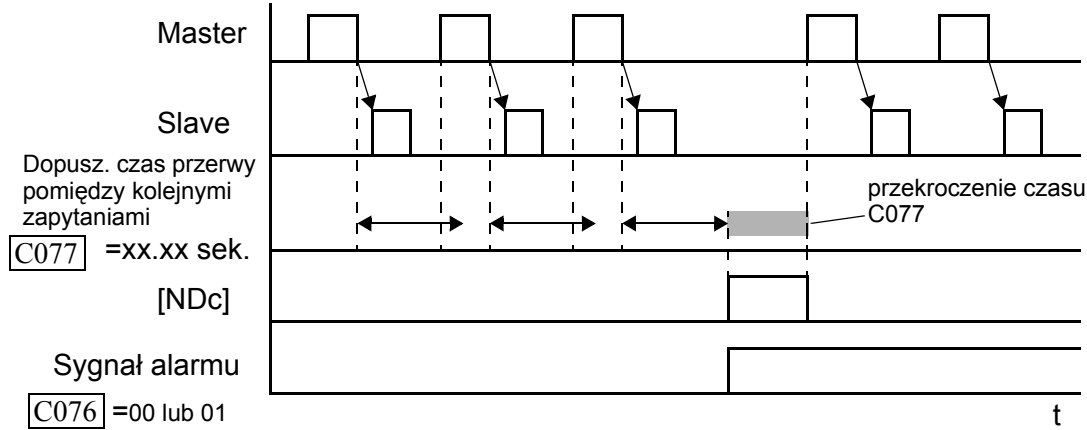 Master
Slave
Dopusz. czas przerwy
pomiędzy kolejnymi
zapytaniami
C077 =xx.xx sek.
przekroczenie czasu
C077
[NDc]
Sygnał alarmu
C076 =00 lub 01
t